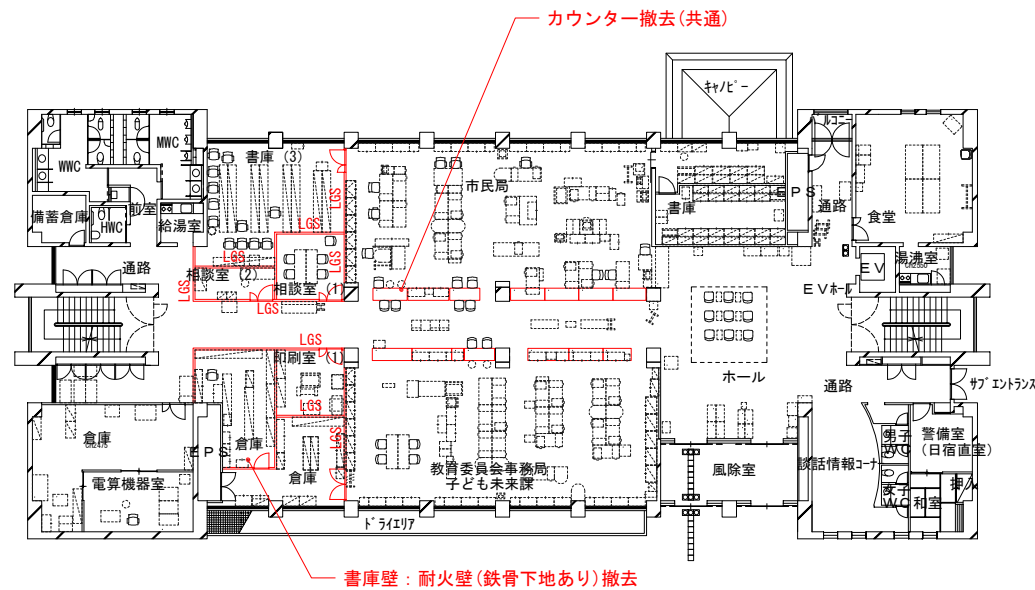 カウンター撤去(共通)
キャノピー
MWC
WWC
書庫 (3)
市民局
書庫
EPS
通路
食堂
LGS
備蓄倉庫
前室
HWC
給湯室
LGS
LGS
LGS
通路
相談室 (2)
相談室 (1)
LGS
LGS
EV
湯沸室
EVホール
LGS
印刷室 (1)
LGS
LGS
ホール
通路
サブエントランス
倉庫
EPS
倉庫
倉庫
電算機器室
教育委員会事務局
子ども未来課
風除室
談話情報コーナー
男子
WC
女子
WC
警備室
(日宿直室)
和室
押入
ドライエリア
書庫壁：耐火壁(鉄骨下地あり)撤去